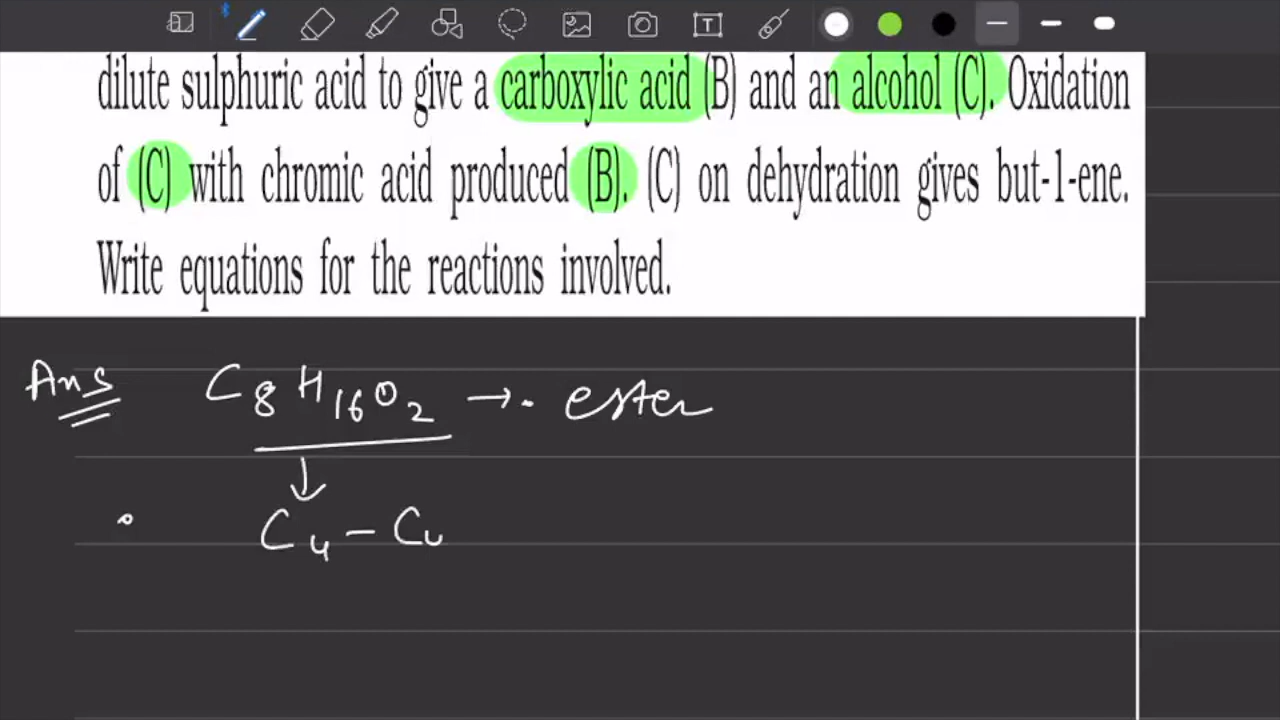 dilute sulphuric acid to give a carboxylic acid (B) and an alcohol (C). Oxidation
of (C) with chromic acid produced (B). (C) on dehydration gives but-1-ene.
Write equations for the reactions involved.
Ans C8H16O2 →. ester
↓
C4 - C4